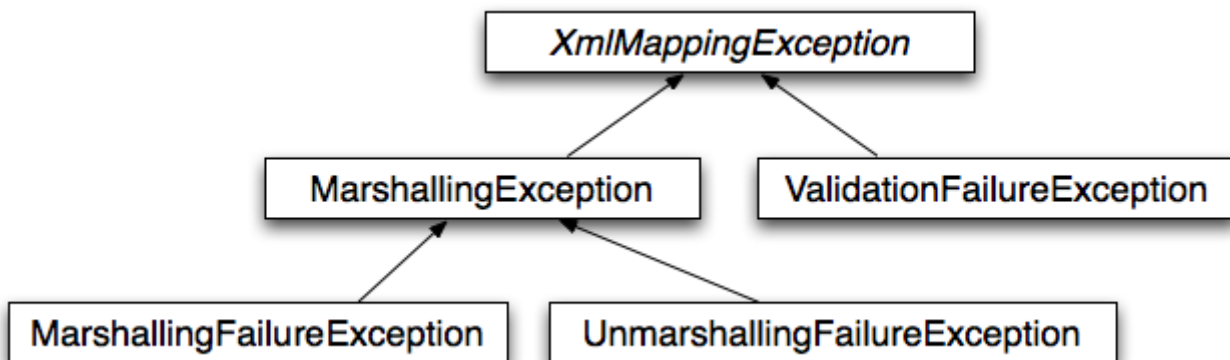 XmlMappingException
MarshallingException
ValidationFailureException
MarshallingFailureException
UnmarshallingFailureException